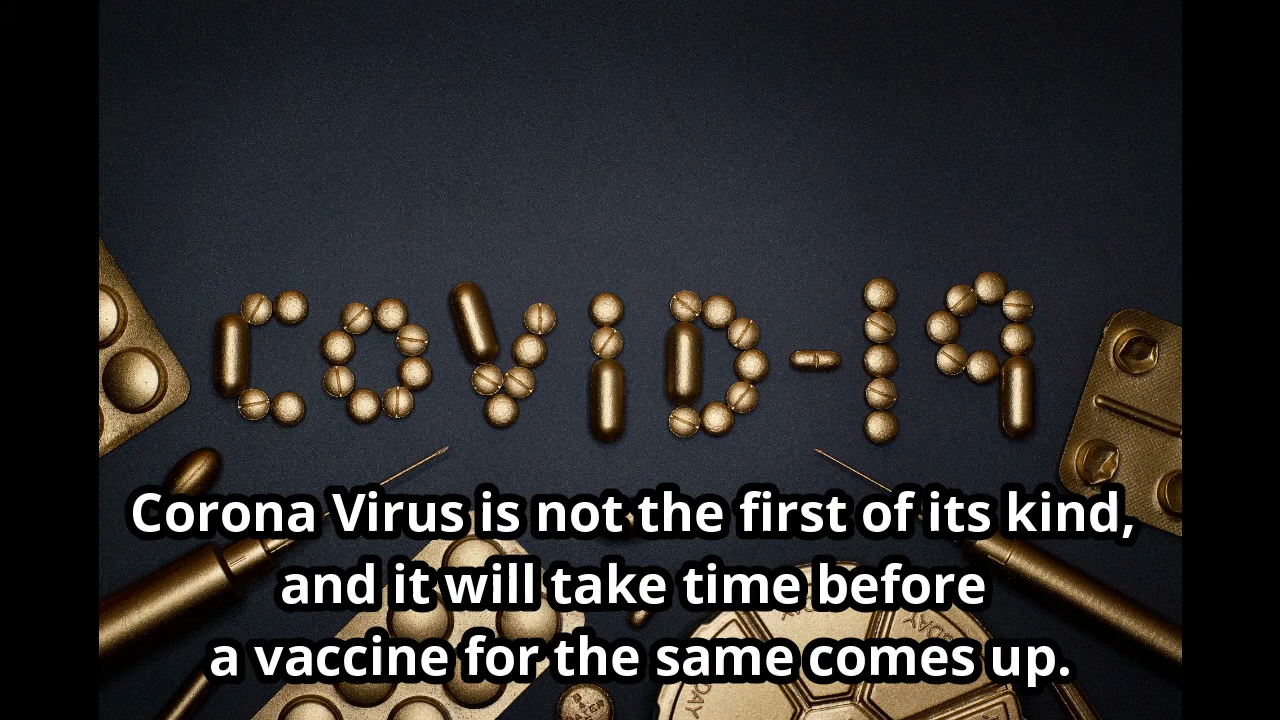 COVID-19
Corona Virus is not the first of its kind,
and it will take time before
a vaccine for the same comes up.